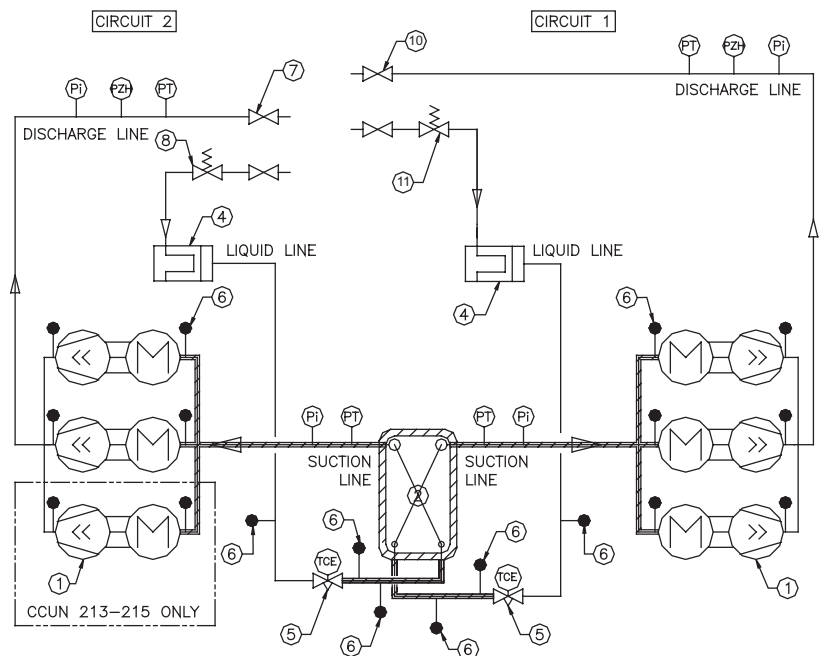 CIRCUIT 2
CIRCUIT 1
10
PT PZH Pi
7
Pi PZH PT
DISCHARGE LINE
DISCHARGE LINE
8
11
4
LIQUID LINE
LIQUID LINE
6
4
6
M
M
M
M
Pi PT
PT Pi
SUCTION
LINE
SUCTION
LINE
2
M
M
6
6
6
6
TCE
TCE
1
1
CCUN 213-215 ONLY
5
6
6
5